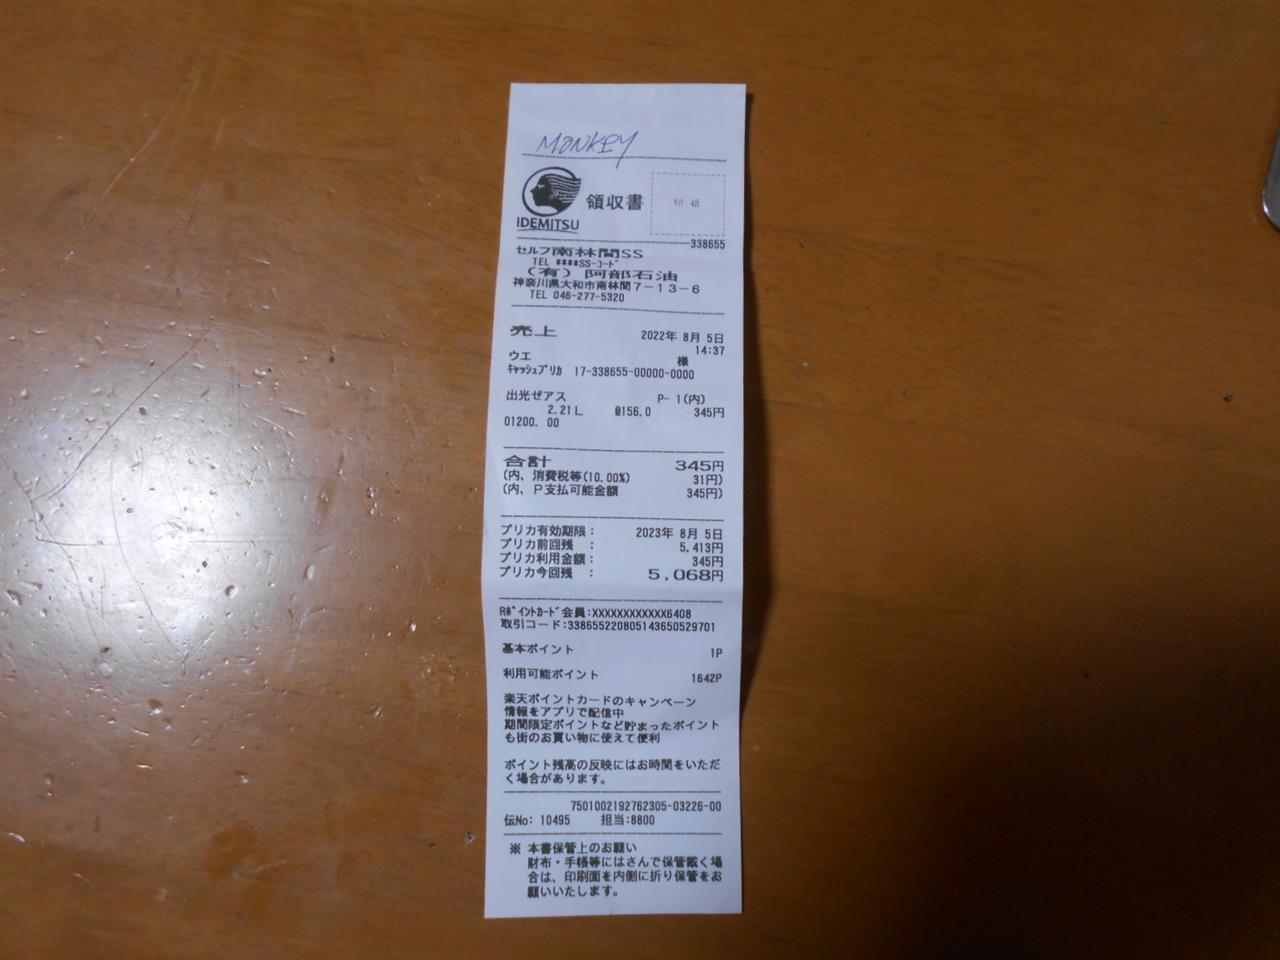 MONKEY
IDEMITSU
領収書
印 紙
338655
セルフ南林間SS
TEL ****SS-コード
(有) 阿部石油
神奈川県大和市南林間7-13-6
TEL 046-277-5320
売上 2022年 8月 5日
14:37
ウエ 様
キャッシュプリカ 17-338655-00000-0000
出光ゼアス P- 1(内)
2.21L @156.0 345円
01200. 00
合計 345円
(内、消費税等(10.00%) 31円)
(内、P支払可能金額 345円)
プリカ有効期限: 2023年 8月 5日
プリカ前回残 : 5,413円
プリカ利用金額: 345円
プリカ今回残 : 5,068円
Rポイントカード会員:XXXXXXXXXXXX6408
取引コード:338655220805143650529701
基本ポイント 1P
利用可能ポイント 1642P
楽天ポイントカードのキャンペーン
情報をアプリで配信中
期間限定ポイントなど貯まったポイント
も街のお買い物に使えて便利
ポイント残高の反映にはお時間をいただ
く場合があります。
7501002192762305-03226-00
伝No: 10495 担当:8800
※ 本書保管上のお願い
財布・手帳等にはさんで保管戴く場
合は、印刷面を内側に折り保管をお
願いいたします。